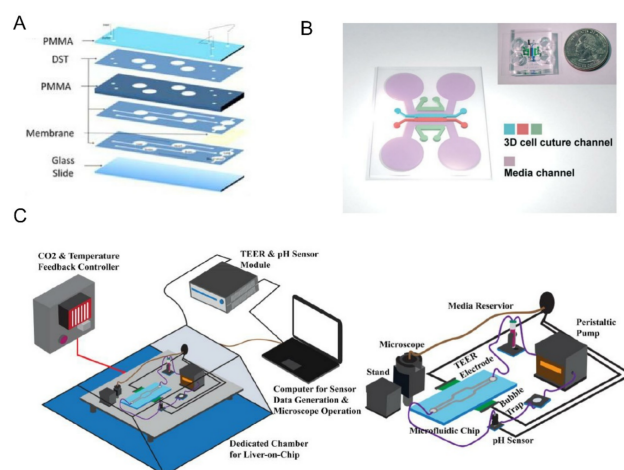 A
PMMA
DST
PMMA
Membrane
Glass
Slide
B
3D cell cuture channel
Media channel
C
CO2 & Temperature
Feedback Controller
TEER & pH Sensor
Module
Computer for Sensor
Data Generation &
Microscope Operation
Dedicated Chamber
for Liver-on-Chip
Media Reservior
Peristaltic
Pump
Microscope
Stand
TEER
Electrode
Bubble
Trap
Microfluidic Chip
pH Sensor